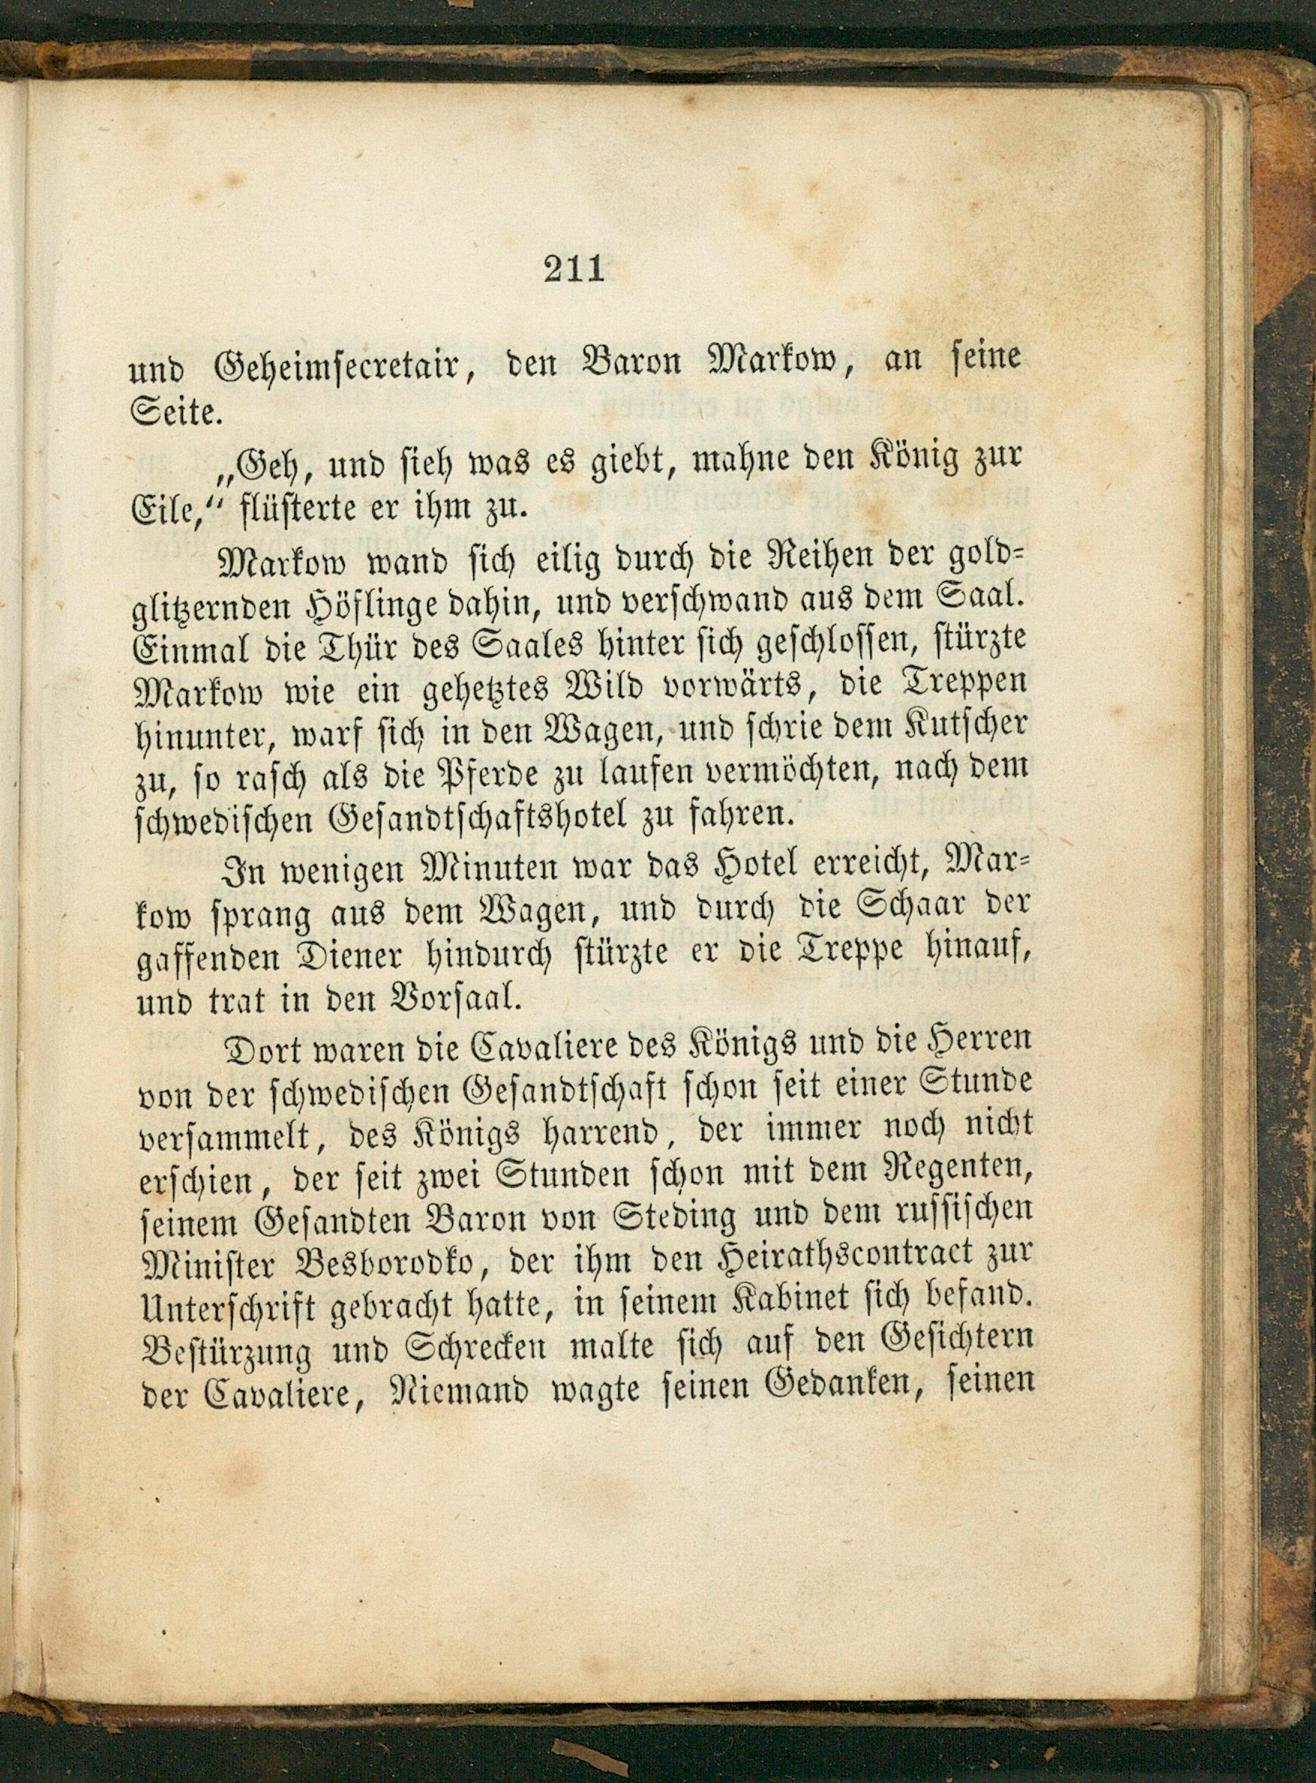 211
und Geheimsecretair, den Baron Markow, an seine
Seite.
„Geh, und sieh was es giebt, mahne den König zur
Eile,“ flüsterte er ihm zu.
Markow wand sich eilig durch die Reihen der gold-
glitzernden Höflinge dahin, und verschwand aus dem Saal.
Einmal die Thür des Saales hinter sich geschlossen, stürzte
Markow wie ein gehetztes Wild vorwärts, die Treppen
hinunter, warf sich in den Wagen, und schrie dem Kutscher
zu, so rasch als die Pferde zu laufen vermöchten, nach dem
schwedischen Gesandtschaftshotel zu fahren.
In wenigen Minuten war das Hotel erreicht, Mar-
kow sprang aus dem Wagen, und durch die Schaar der
gaffenden Diener hindurch stürzte er die Treppe hinauf,
und trat in den Vorsaal.
Dort waren die Cavaliere des Königs und die Herren
von der schwedischen Gesandtschaft schon seit einer Stunde
versammelt, des Königs harrend, der immer noch nicht
erschien, der seit zwei Stunden schon mit dem Regenten,
seinem Gesandten Baron von Steding und dem russischen
Minister Besborodko, der ihm den Heirathscontract zur
Unterschrift gebracht hatte, in seinem Kabinet sich befand.
Bestürzung und Schrecken malte sich auf den Gesichtern
der Cavaliere, Niemand wagte seinen Gedanken, seinen